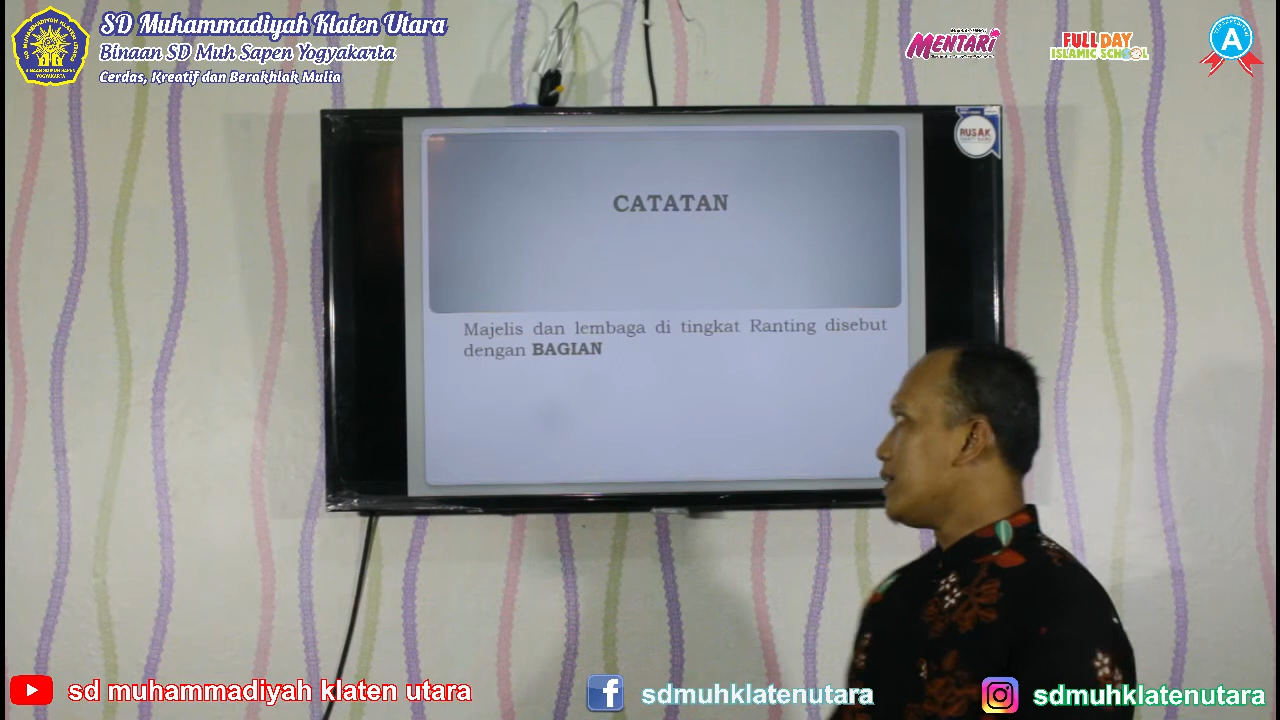 SD Muhammadiyah Klaten Utara
Binaan SD Muh Sapen Yogyakarta
Cerdas, Kreatif dan Berakhlak Mulia
MENTARI
FULL DAY
ISLAMIC SCHOOL
A
RUSAK
CATATAN
Majelis dan lembaga di tingkat Ranting disebut
dengan BAGIAN
sd muhammadiyah klaten utara
sdmuhklatenutara
sdmuhklatenutara